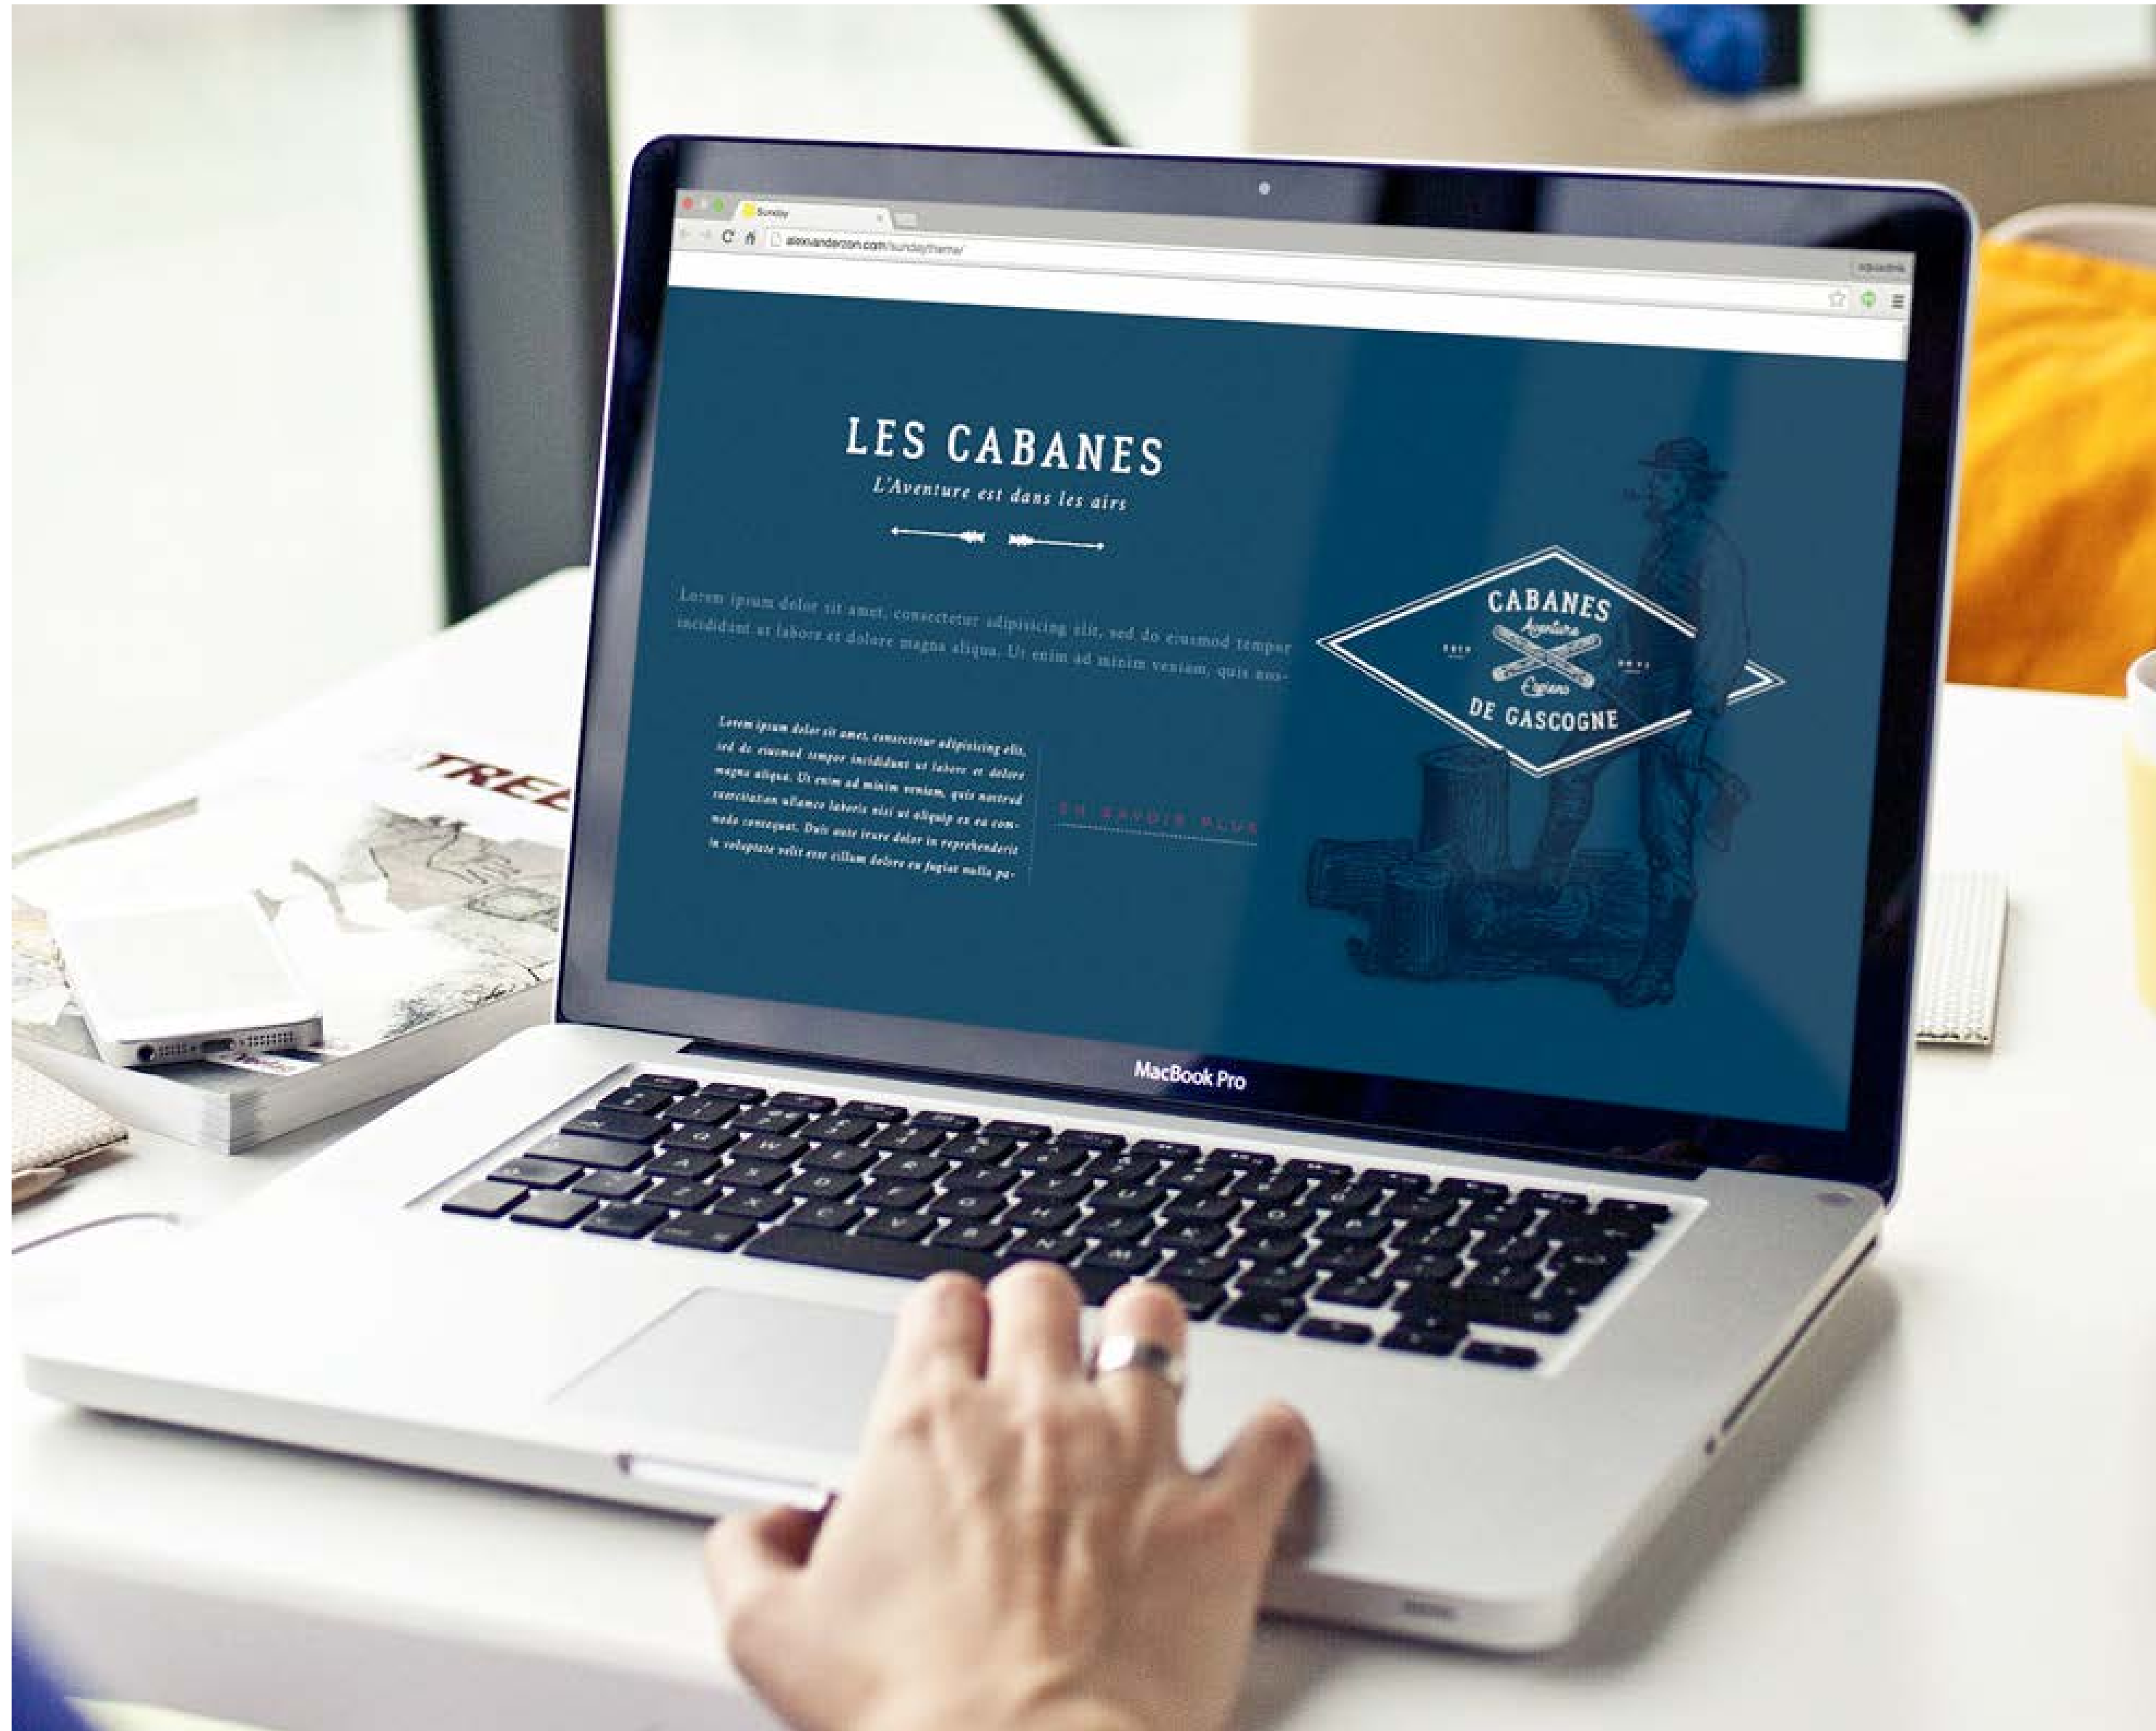 Sunday
alexvanderzon.com/sundaytheme/
squadrik
LES CABANES
L'Aventure est dans les airs
Lorem ipsum dolor sit amet, consectetur adipisicing elit, sed do eiusmod tempor
incididunt ut labore et dolore magna aliqua. Ut enim ad minim veniam, quis nos-
Lorem ipsum dolor sit amet, consectetur adipisicing elit,
sed do eiusmod tempor incididunt ut labore et dolore
magna aliqua. Ut enim ad minim veniam, quis nostrud
exercitation ullamco laboris nisi ut aliquip ex ea com-
modo consequat. Duis aute irure dolor in reprehenderit
in voluptate velit esse cillum dolore eu fugiat nulla pa-
EN SAVOIR PLUS
CABANES
Aventure
DE GASCOGNE
TREE
MacBook Pro
Q W E R T Y U I O P
A S D F G H J K L
Z X C V B N M